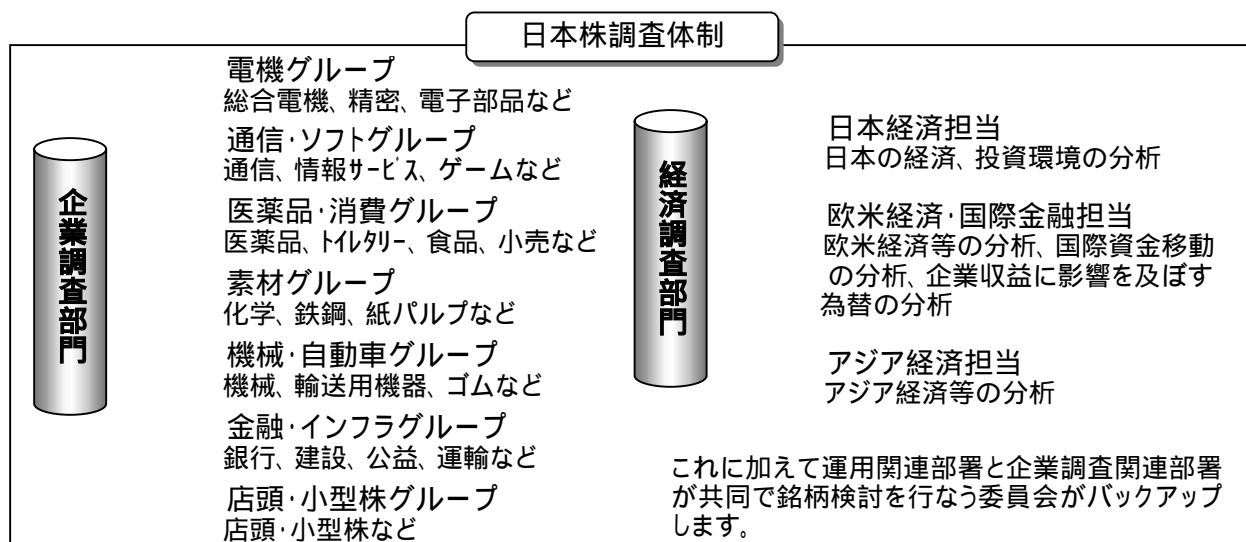 日本株調査体制
企業調査部門
電機グループ
総合電機、精密、電子部品など
通信・ソフトグループ
通信、情報ｻｰﾋﾞｽ、ゲームなど
医薬品・消費グループ
医薬品、ﾄｲﾚﾀﾘｰ、食品、小売など
素材グループ
化学、鉄鋼、紙パルプなど
機械・自動車グループ
機械、輸送用機器、ゴムなど
金融・インフラグループ
銀行、建設、公益、運輸など
店頭・小型株グループ
店頭・小型株など
経済調査部門
日本経済担当
日本の経済、投資環境の分析
欧米経済・国際金融担当
欧米経済等の分析、国際資金移動
の分析、企業収益に影響を及ぼす
為替の分析
アジア経済担当
アジア経済等の分析
これに加えて運用関連部署と企業調査関連部署
が共同で銘柄検討を行なう委員会がバックアップ
します。